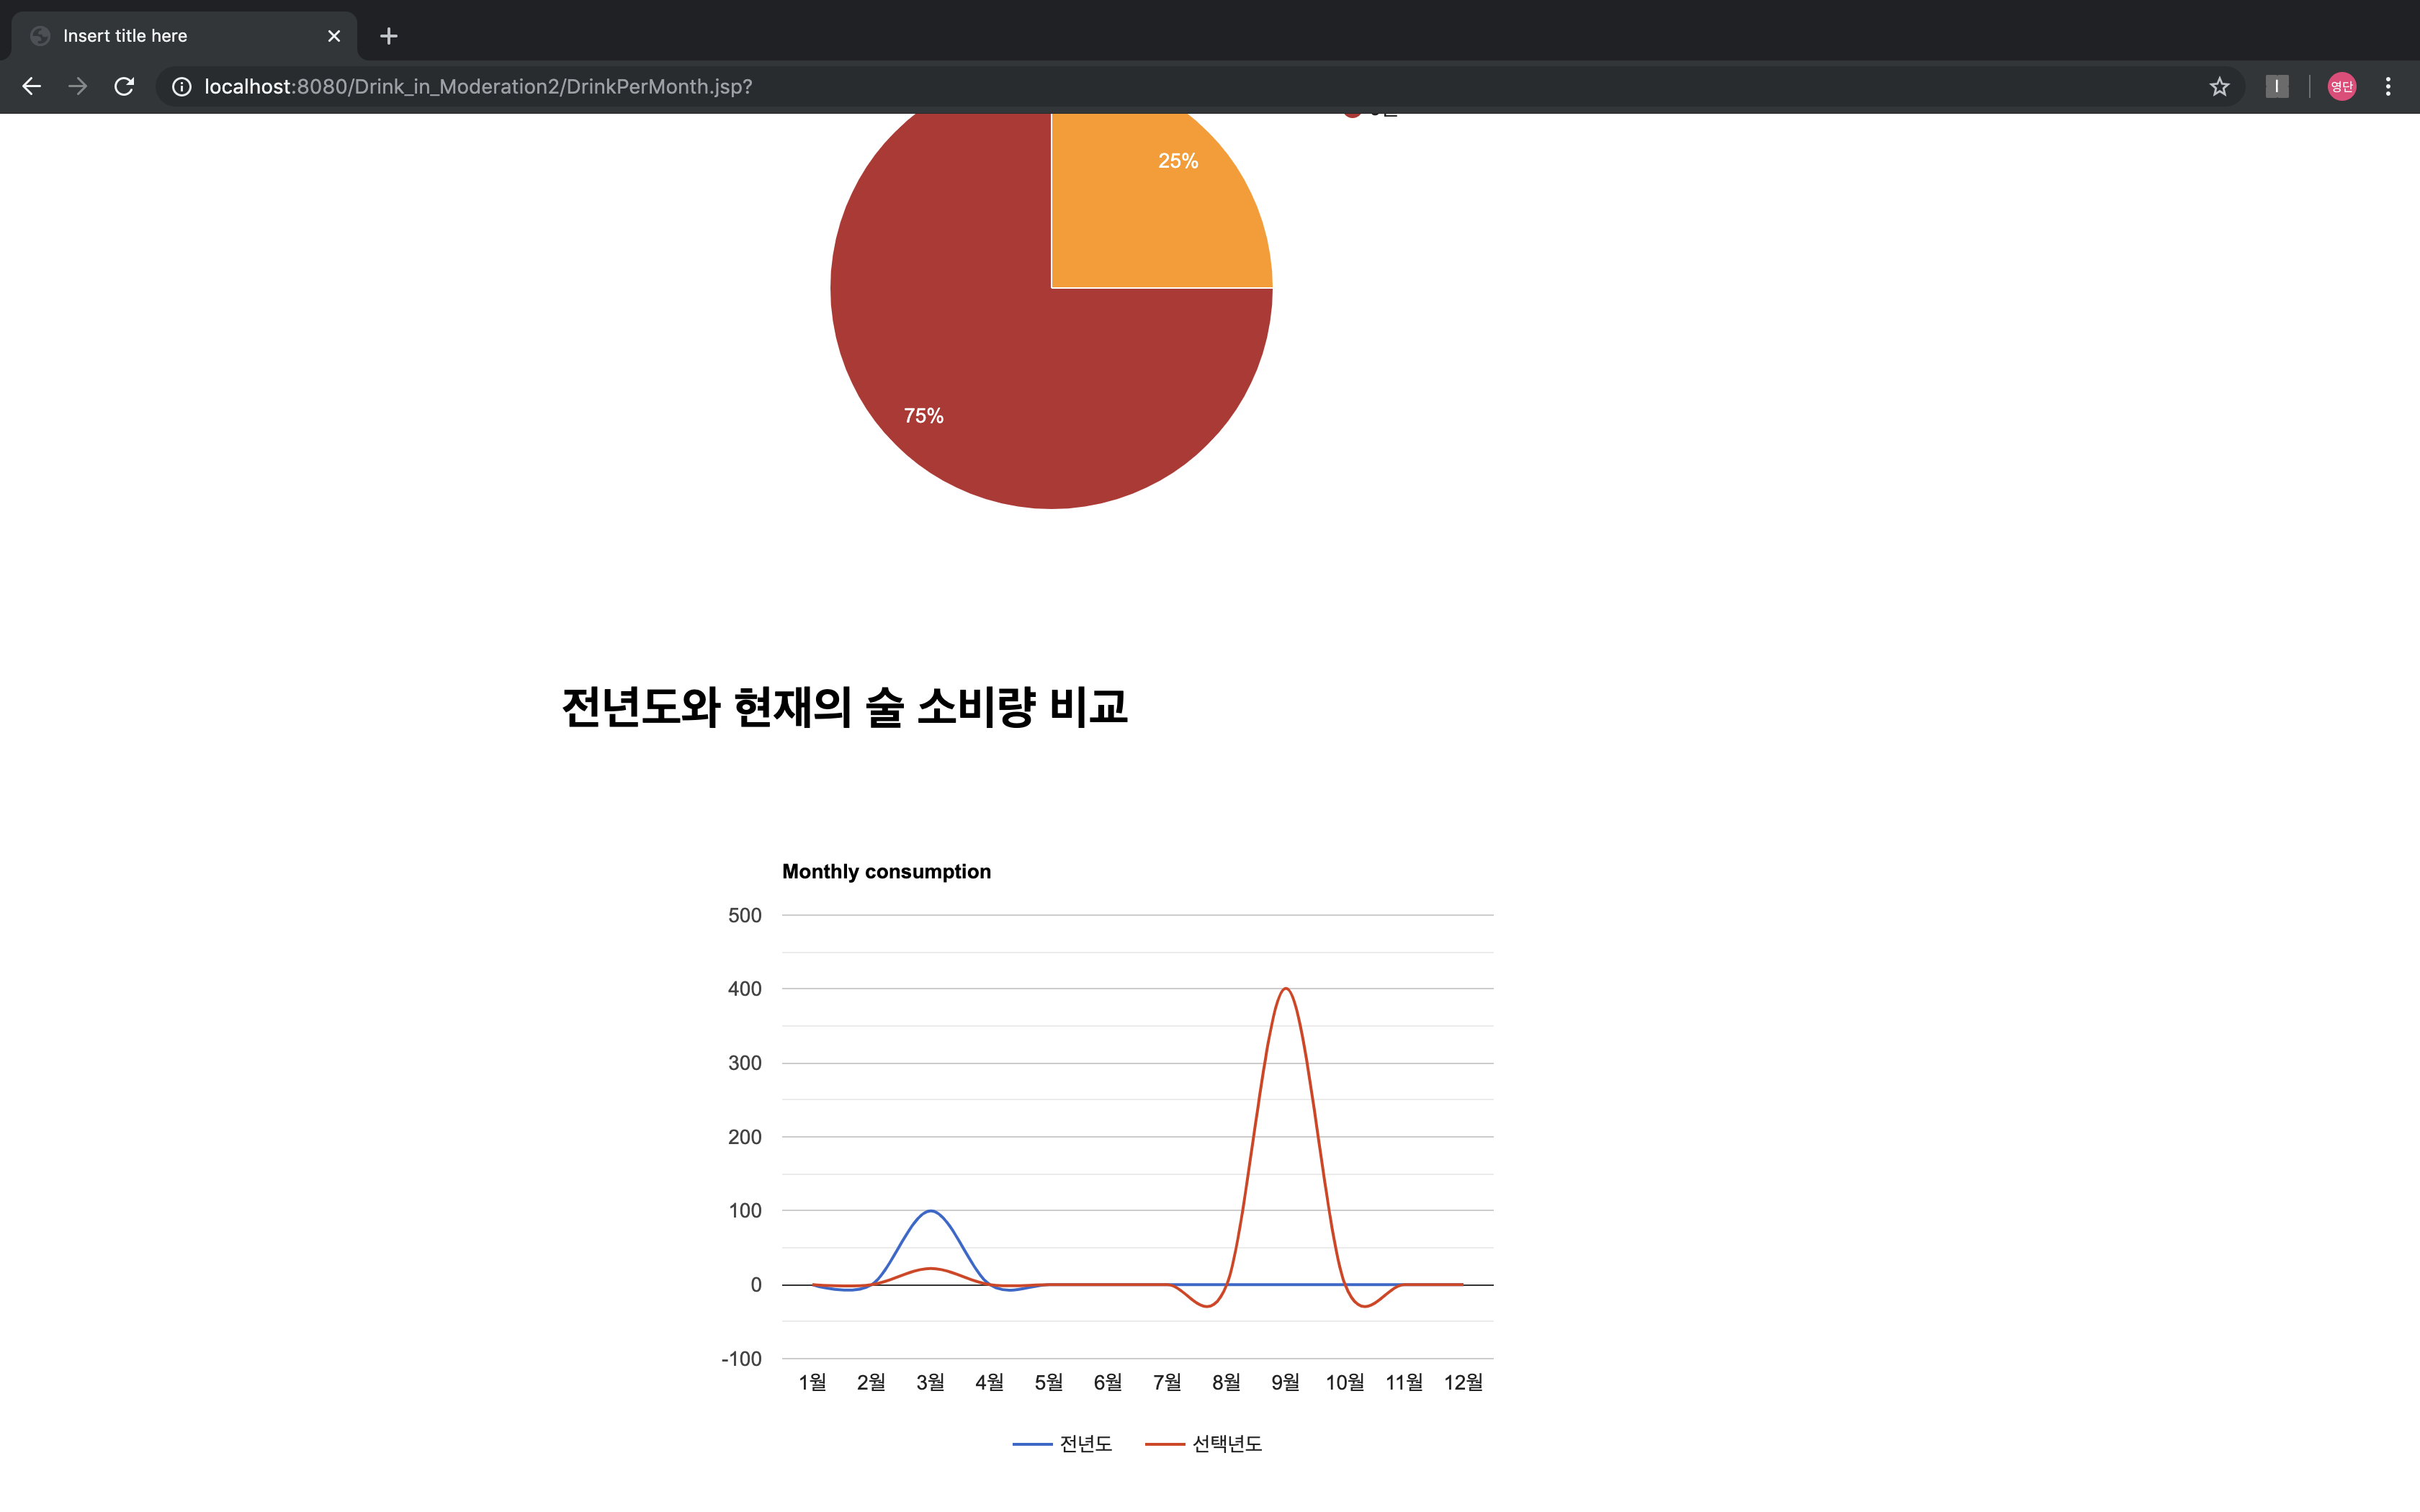 Insert title here
localhost:8080/Drink_in_Moderation2/DrinkPerMonth.jsp?
영단
25%
75%
전년도와 현재의 술 소비량 비교
Monthly consumption
500
400
300
200
100
0
-100
1월 2월 3월 4월 5월 6월 7월 8월 9월 10월 11월 12월
전년도 선택년도